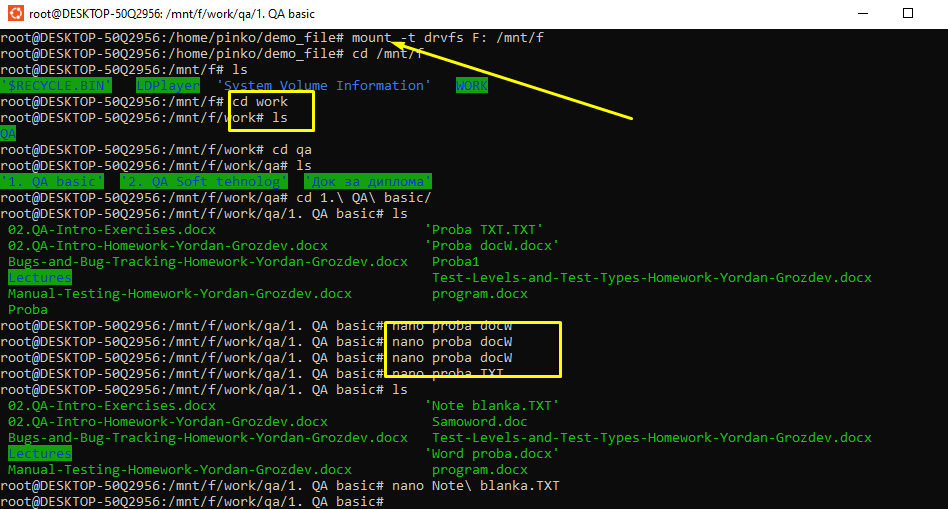 root@DESKTOP-50Q2956: /mnt/f/work/qa/1. QA basic
root@DESKTOP-50Q2956:/home/pinko/demo_file# mount -t drvfs F: /mnt/f
root@DESKTOP-50Q2956:/home/pinko/demo_file# cd /mnt/f
root@DESKTOP-50Q2956:/mnt/f# ls
'$RECYCLE.BIN' LDPlayer 'System Volume Information' WORK
root@DESKTOP-50Q2956:/mnt/f# cd work
root@DESKTOP-50Q2956:/mnt/f/work# ls
QA
root@DESKTOP-50Q2956:/mnt/f/work# cd qa
root@DESKTOP-50Q2956:/mnt/f/work/qa# ls
'1. QA basic' '2. QA Soft tehnolog' 'Док за диплома'
root@DESKTOP-50Q2956:/mnt/f/work/qa# cd 1.\ QA\ basic/
root@DESKTOP-50Q2956:/mnt/f/work/qa/1. QA basic# ls
02.QA-Intro-Exercises.docx 'Proba TXT.TXT'
02.QA-Intro-Homework-Yordan-Grozdev.docx 'Proba docW.docx'
Bugs-and-Bug-Tracking-Homework-Yordan-Grozdev.docx Proba1
Lectures Test-Levels-and-Test-Types-Homework-Yordan-Grozdev.docx
Manual-Testing-Homework-Yordan-Grozdev.docx program.docx
Proba
root@DESKTOP-50Q2956:/mnt/f/work/qa/1. QA basic# nano proba docW
root@DESKTOP-50Q2956:/mnt/f/work/qa/1. QA basic# nano proba docW
root@DESKTOP-50Q2956:/mnt/f/work/qa/1. QA basic# nano proba docW
root@DESKTOP-50Q2956:/mnt/f/work/qa/1. QA basic# nano proba TXT
root@DESKTOP-50Q2956:/mnt/f/work/qa/1. QA basic# ls
02.QA-Intro-Exercises.docx 'Note blanka.TXT'
02.QA-Intro-Homework-Yordan-Grozdev.docx Samoword.doc
Bugs-and-Bug-Tracking-Homework-Yordan-Grozdev.docx Test-Levels-and-Test-Types-Homework-Yordan-Grozdev.docx
Lectures 'Word proba.docx'
Manual-Testing-Homework-Yordan-Grozdev.docx program.docx
root@DESKTOP-50Q2956:/mnt/f/work/qa/1. QA basic# nano Note\ blanka.TXT
root@DESKTOP-50Q2956:/mnt/f/work/qa/1. QA basic#